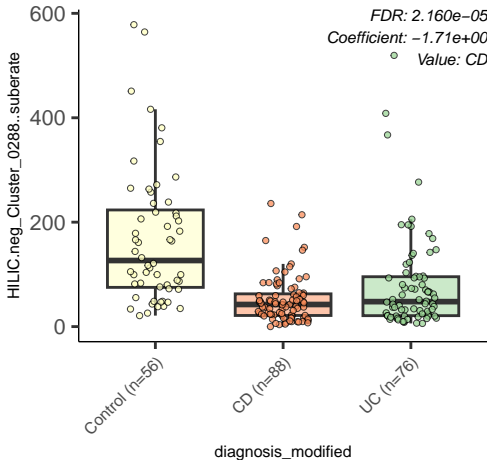 FDR: 2.160e−05
Coefficient: −1.71e+00
Value: CD
600
400
200
0
HILIC.neg_Cluster_0288..suberate
Control (n=56)
CD (n=88)
UC (n=76)
diagnosis_modified